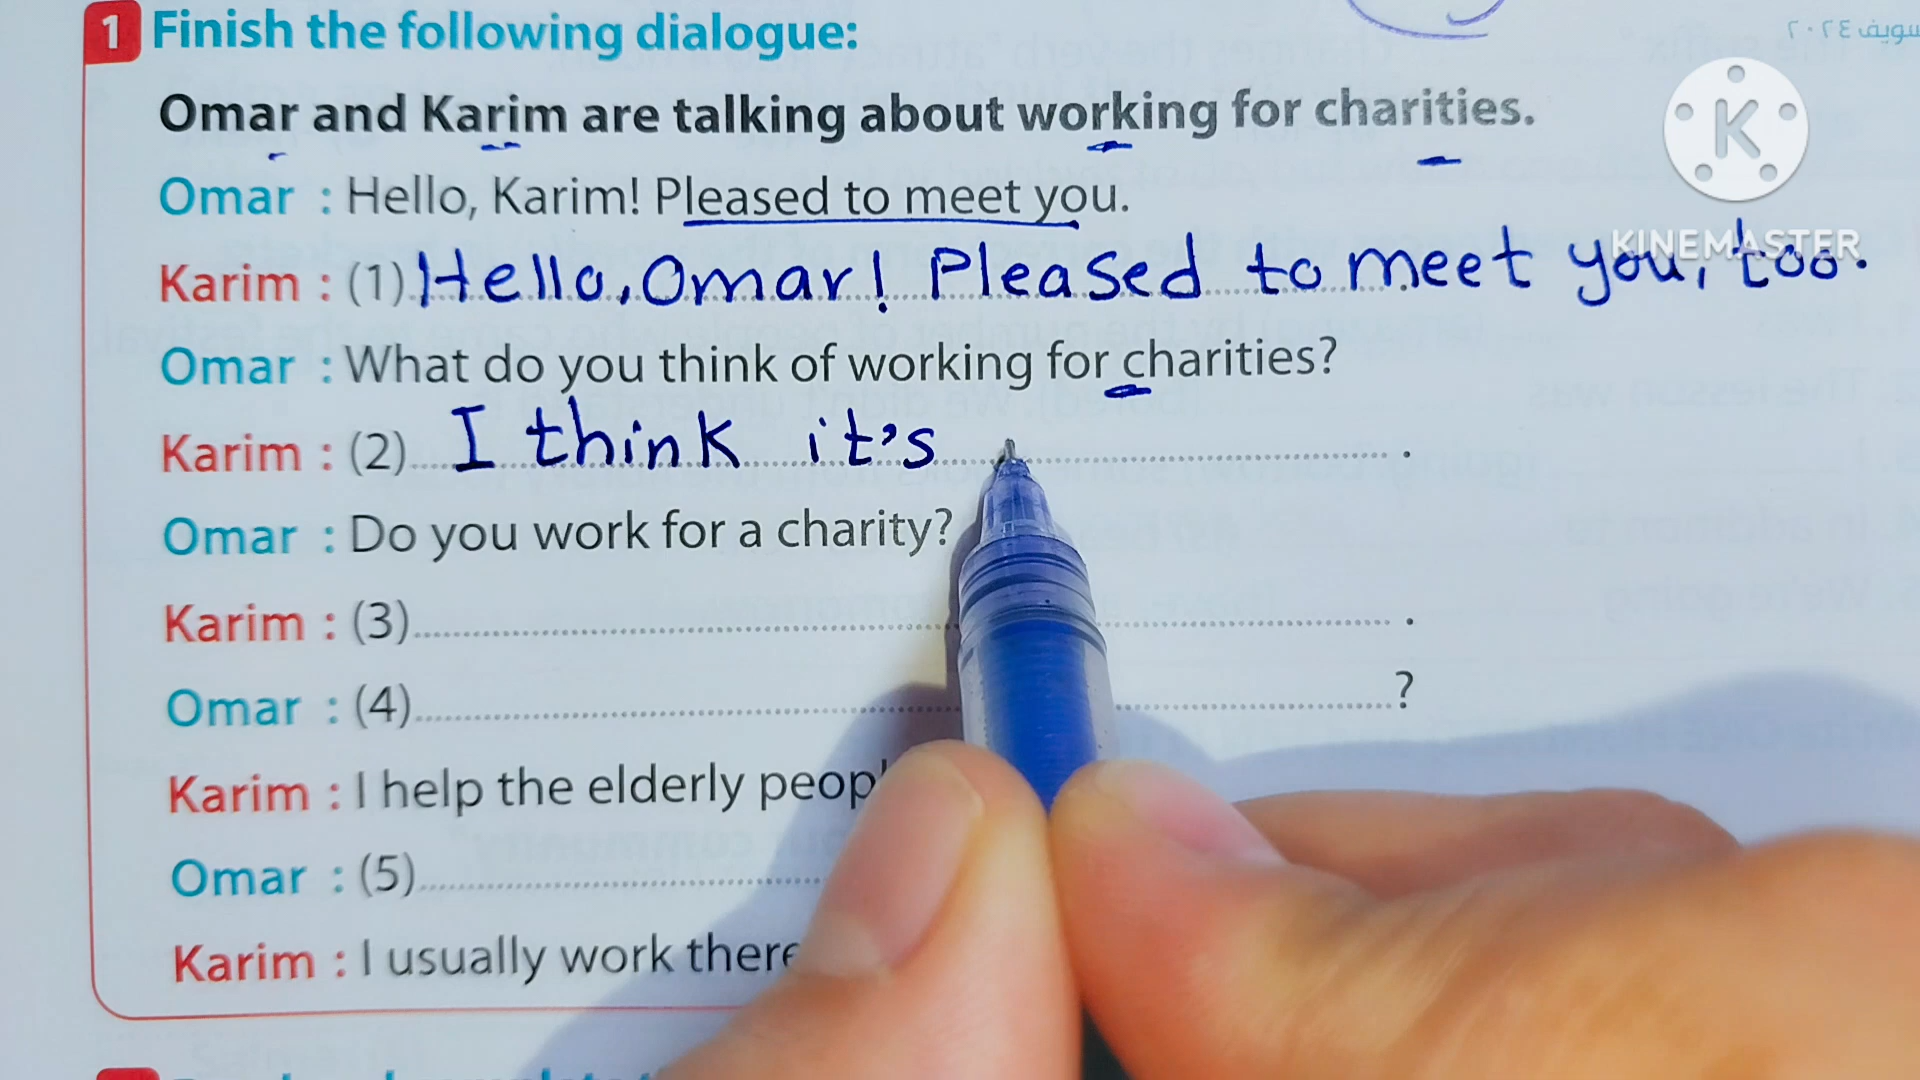 سويف ٢٠٢٤
1 Finish the following dialogue:
Omar and Karim are talking about working for charities.
K
KINEMASTER
Omar : Hello, Karim! Pleased to meet you.
Karim : (1) Hello, Omar! Pleased to meet you, too.
Omar : What do you think of working for charities?
Karim : (2) I think it's .
Omar : Do you work for a charity?
Karim : (3) .
Omar : (4) ?
Karim : I help the elderly
Omar : (5)
Karim : I usually work there